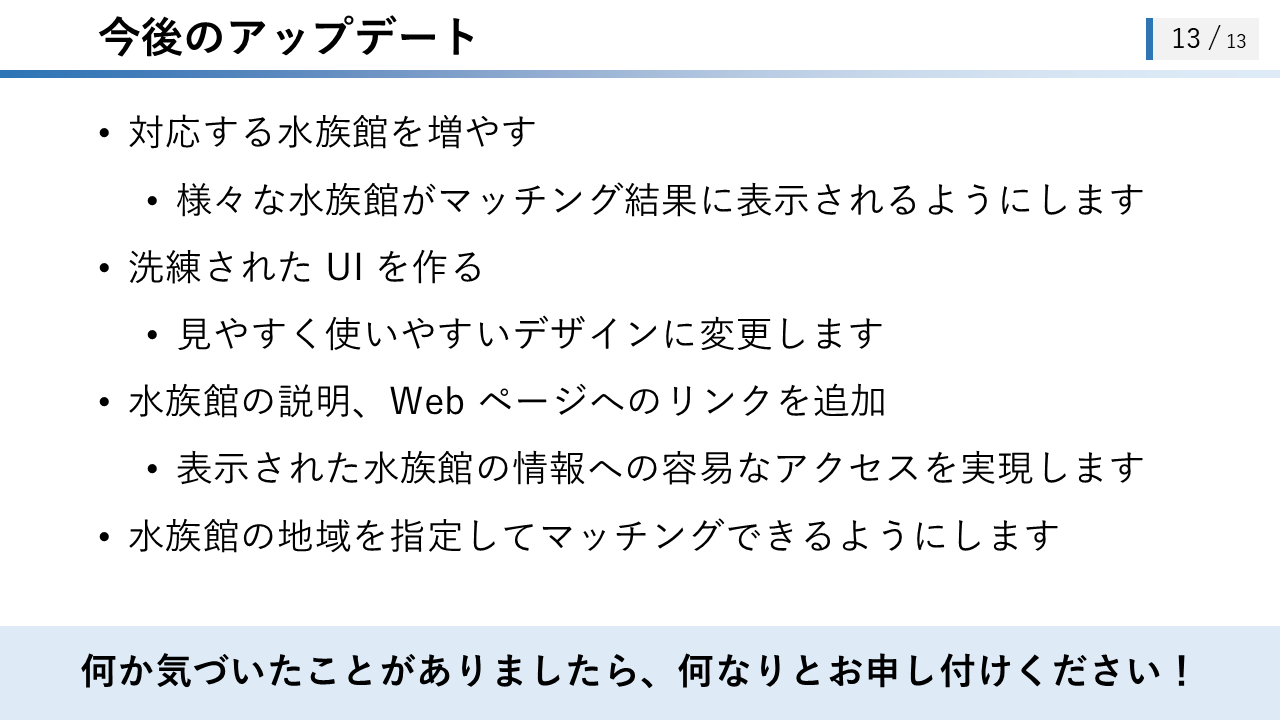 今後のアップデート
13 / 13
• 対応する水族館を増やす
• 様々な水族館がマッチング結果に表示されるようにします
• 洗練された UI を作る
• 見やすく使いやすいデザインに変更します
• 水族館の説明、Web ページへのリンクを追加
• 表示された水族館の情報への容易なアクセスを実現します
• 水族館の地域を指定してマッチングできるようにします
何か気づいたことがありましたら、何なりとお申し付けください！